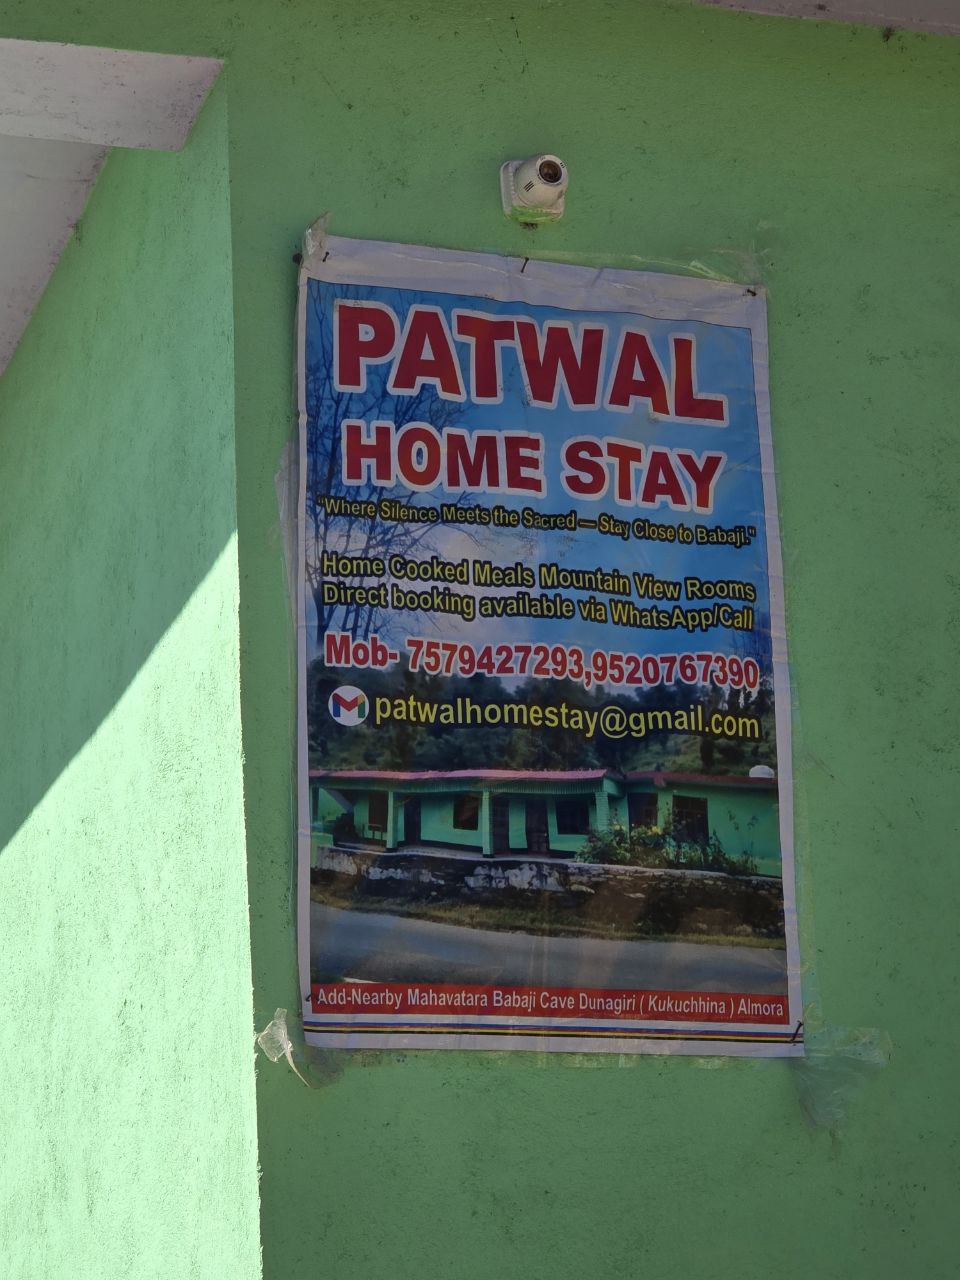 PATWAL
HOME STAY
"Where Silence Meets the Sacred — Stay Close to Babaji."
Home Cooked Meals Mountain View Rooms
Direct booking available via WhatsApp/Call
Mob- 7579427293,9520767390
patwalhomestay@gmail.com
Add-Nearby Mahavatara Babaji Cave Dunagiri ( Kukuchhina ) Almora